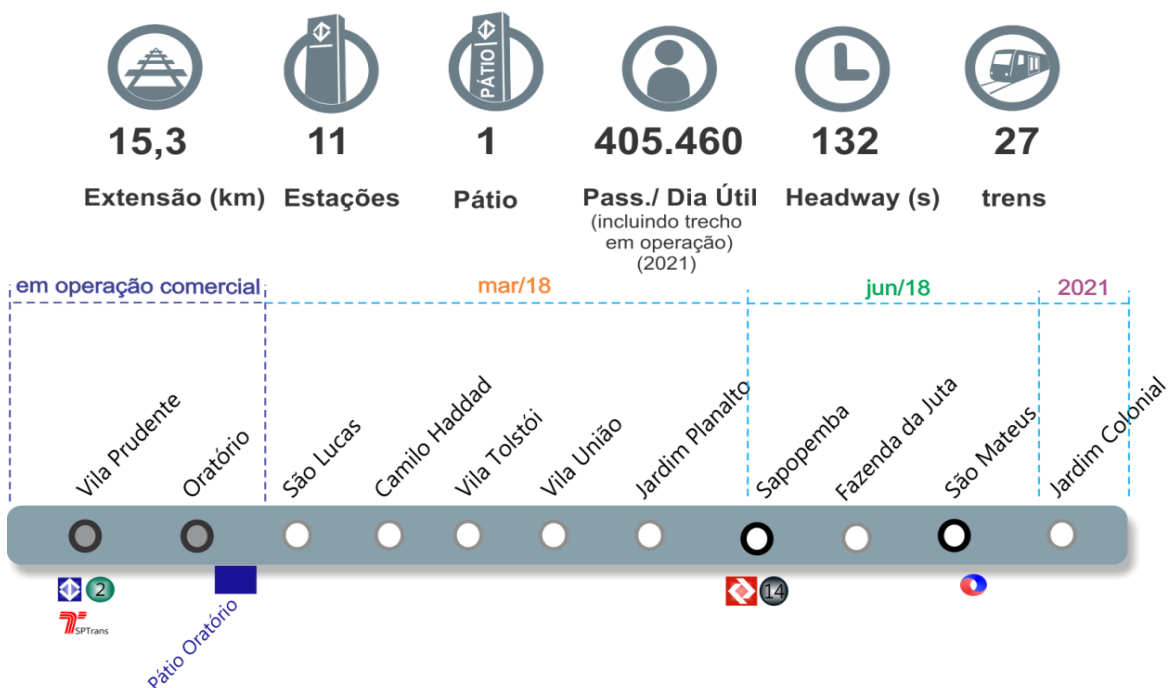 PÁTIO
15,3
11
1
405.460
132
27
Extensão (km)
Estações
Pátio
Pass./ Dia Útil
(incluindo trecho
em operação)
(2021)
Headway (s)
trens
em operação comercial
mar/18
jun/18
2021
Vila Prudente
Oratório
São Lucas
Camilo Haddad
Vila Tolstói
Vila União
Jardim Planalto
Sapopemba
Fazenda da Juta
São Mateus
Jardim Colonial
2
SPTrans
Pátio Oratório
14